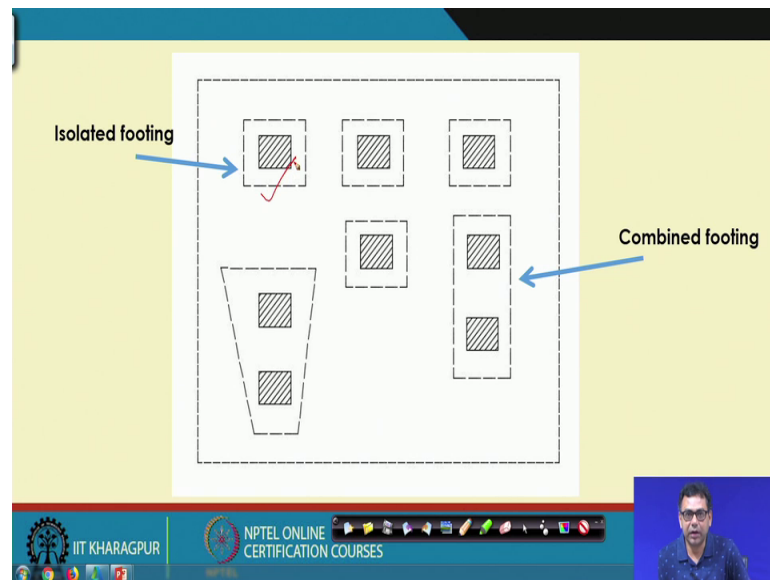 Isolated footing
Combined footing
IIT KHARAGPUR
NPTEL ONLINE
CERTIFICATION COURSES